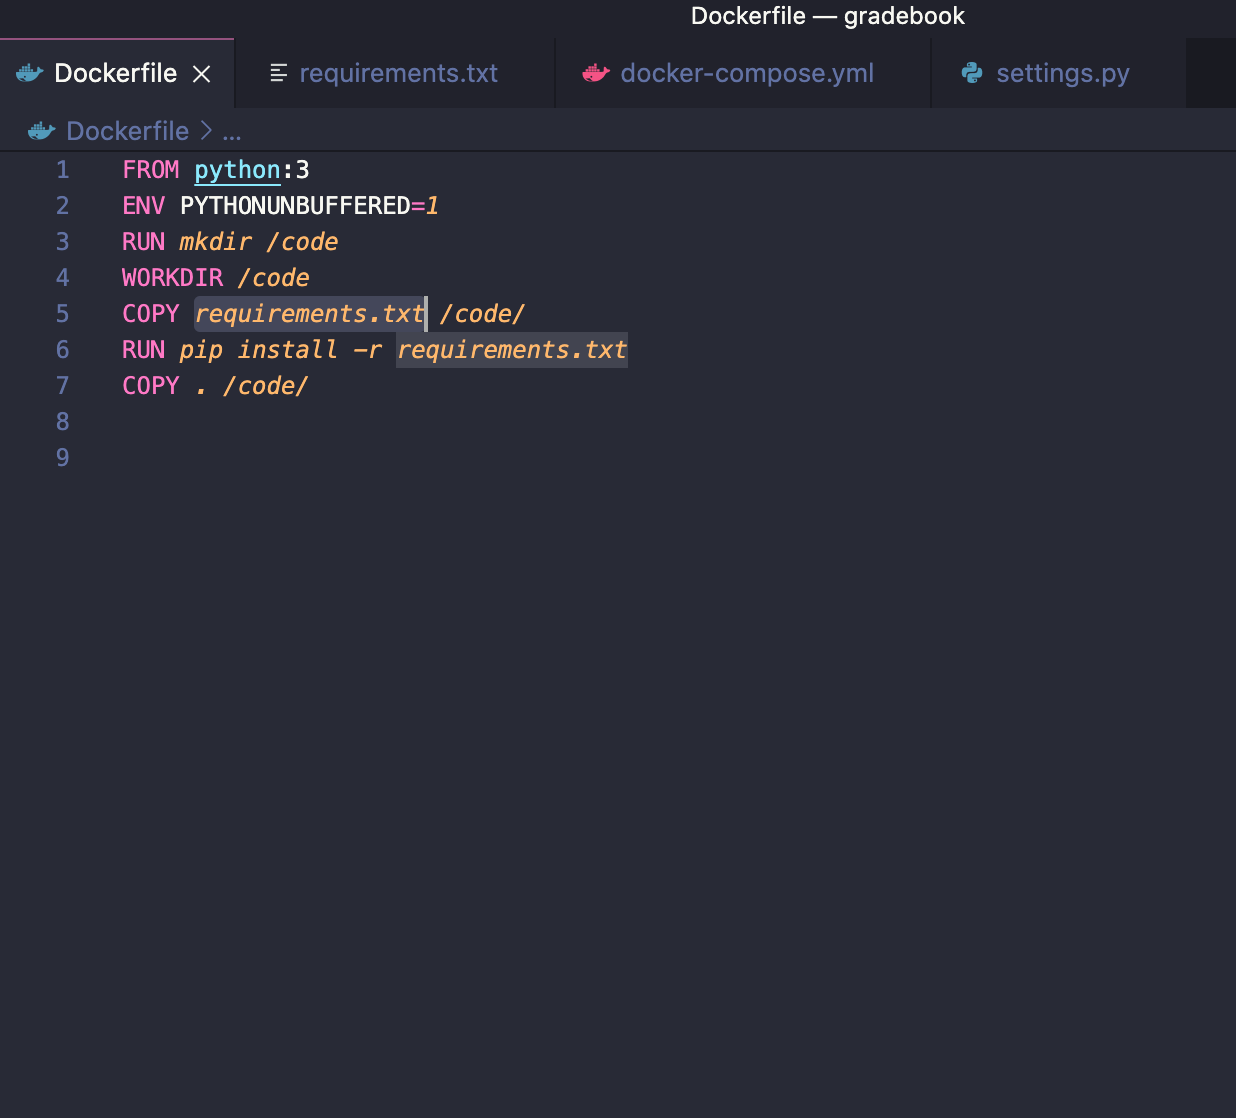 Dockerfile — gradebook
Dockerfile requirements.txt docker-compose.yml settings.py
Dockerfile > ...
1 FROM python:3
2 ENV PYTHONUNBUFFERED=1
3 RUN mkdir /code
4 WORKDIR /code
5 COPY requirements.txt /code/
6 RUN pip install -r requirements.txt
7 COPY . /code/
8
9